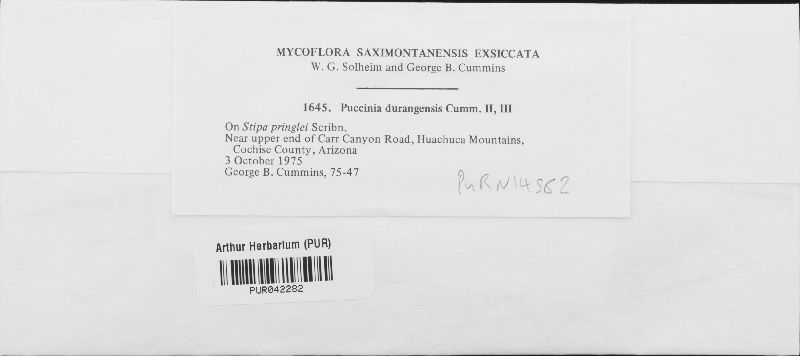 MYCOFLORA SAXIMONTANENSIS EXSICCATA
W. G. Solheim and George B. Cummins
1645. Puccinia durangensis Cumm. II, III
On Stipa pringlei Scribn.
Near upper end of Carr Canyon Road, Huachuca Mountains,
Cochise County, Arizona
3 October 1975
George B. Cummins, 75-47
PUR N14562
Arthur Herbarium (PUR)
PUR042282